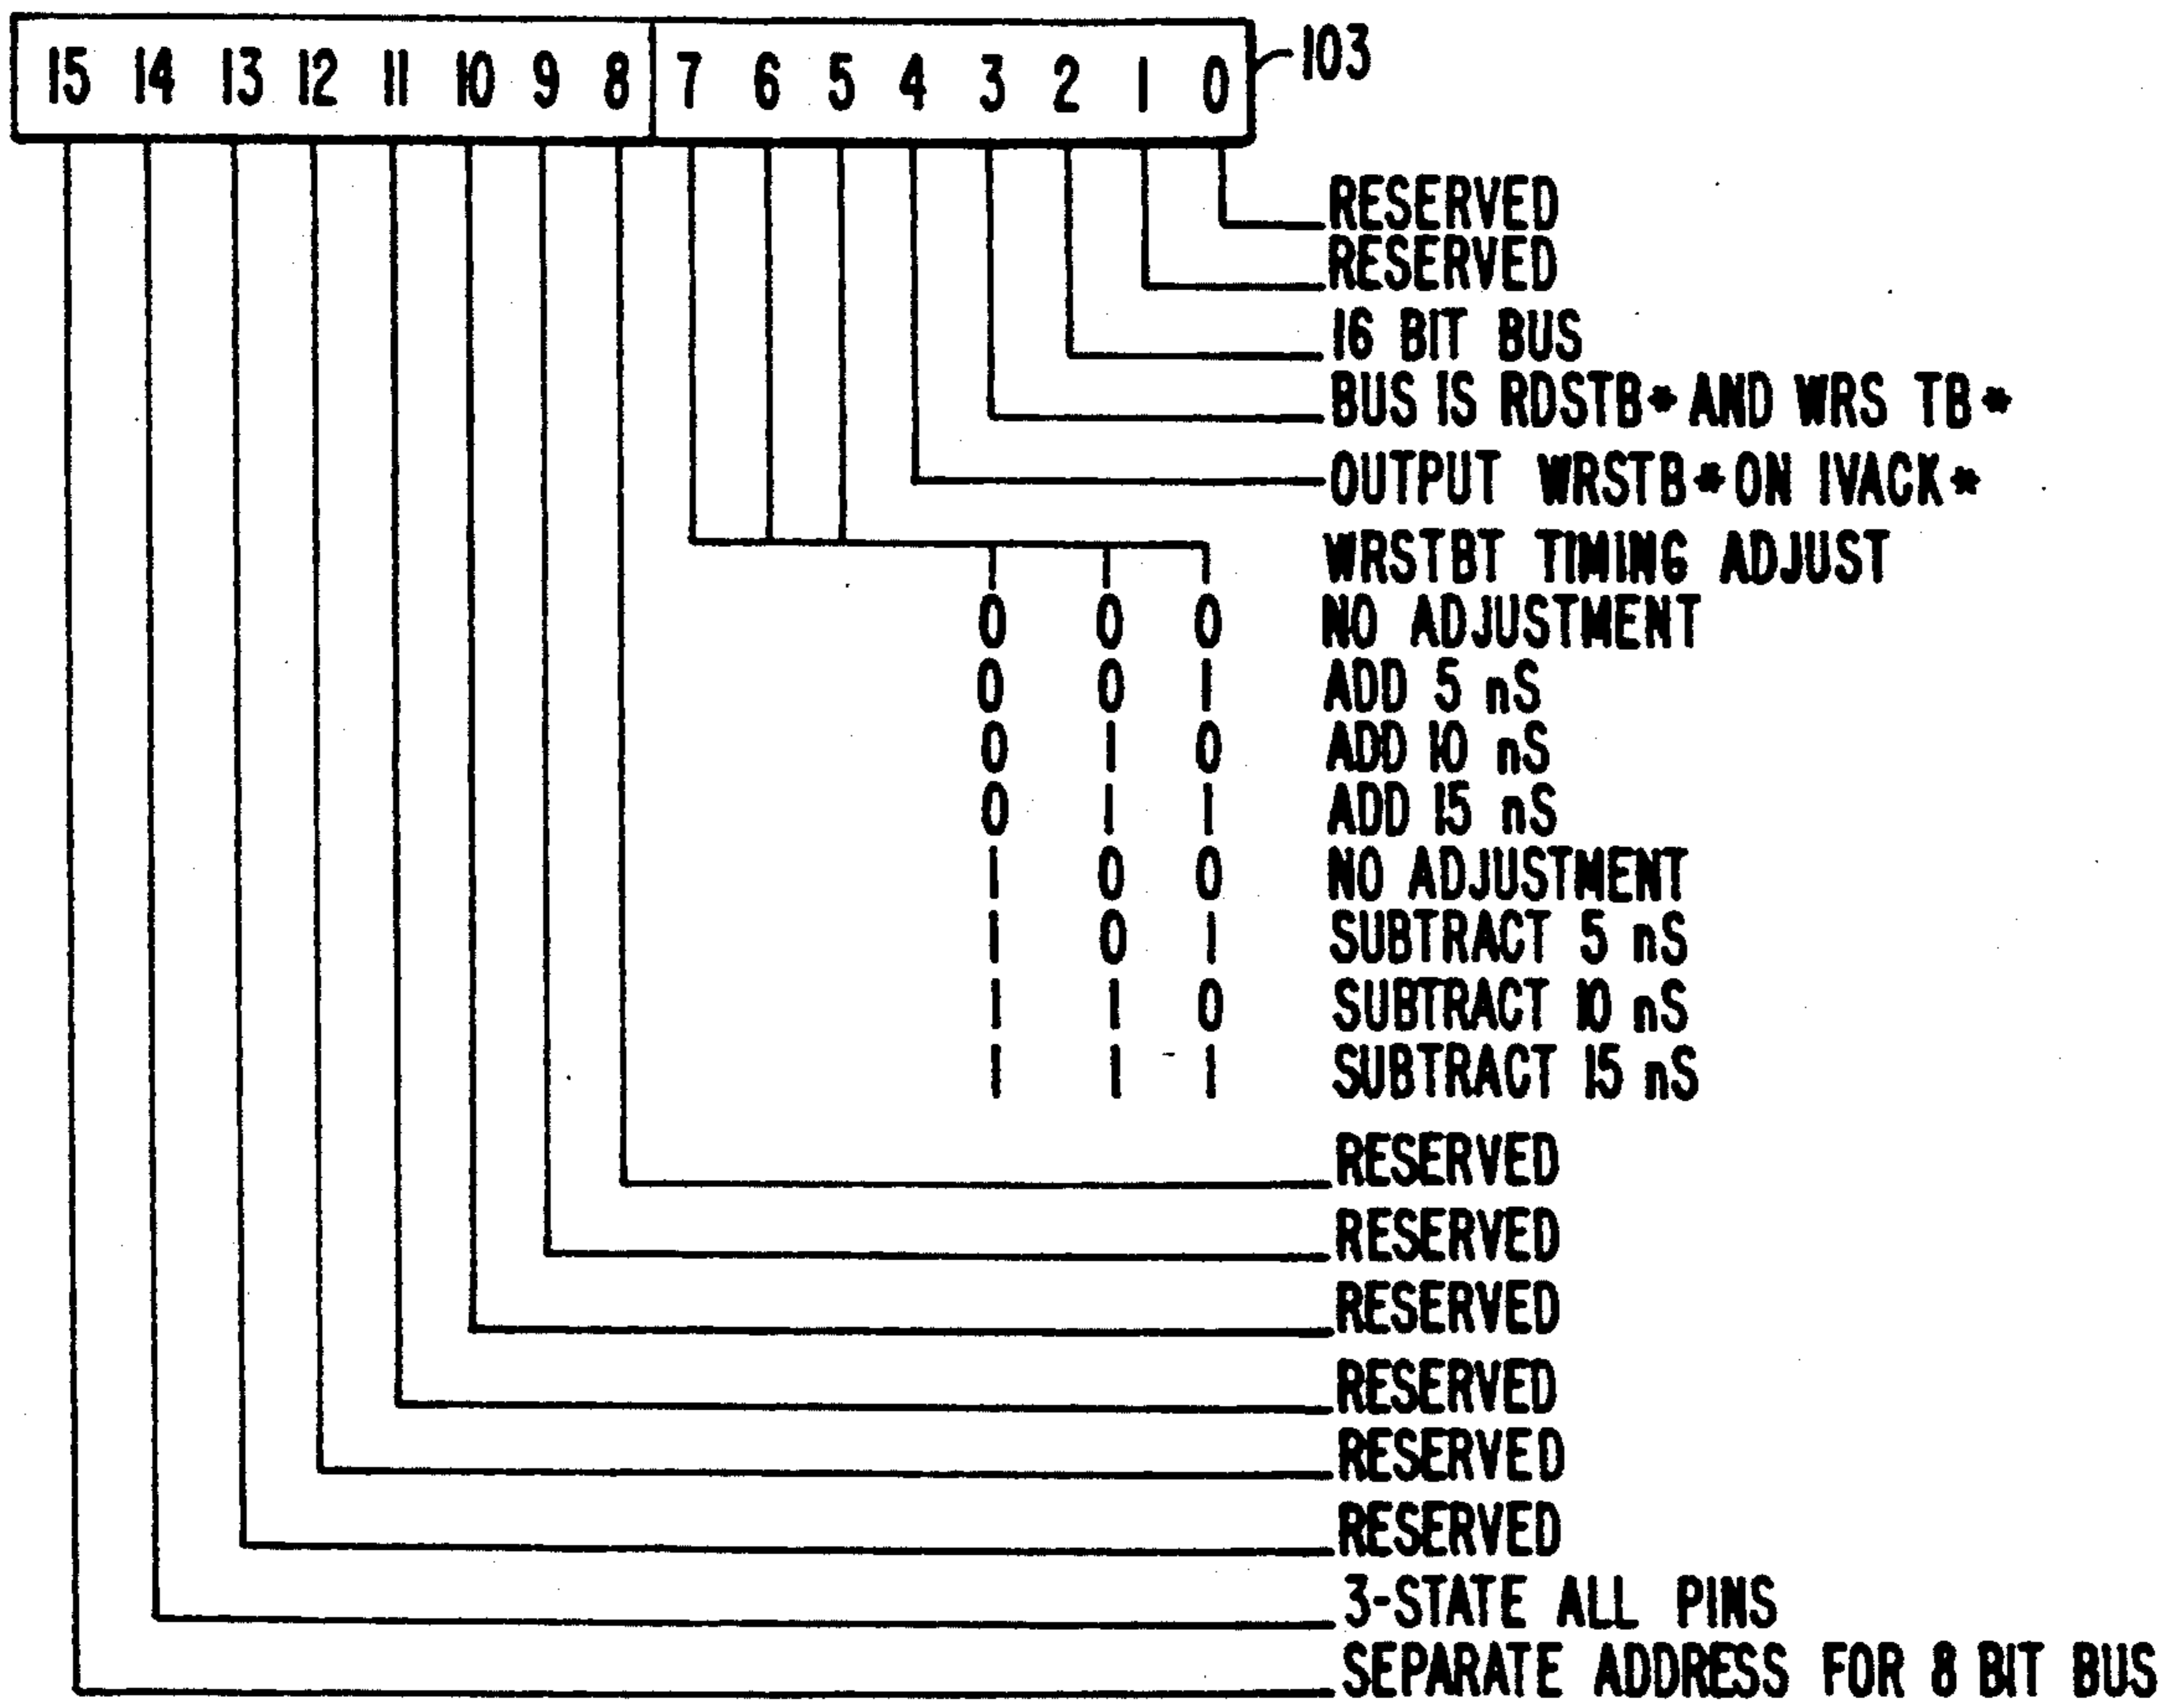 15 14 13 12 11 10 9 8 7 6 5 4 3 2 1 0 103
RESERVED
RESERVED
16 BIT BUS
BUS IS RDSTB* AND WRS TB*
OUTPUT WRSTB* ON IVACK*
WRSTBT TIMING ADJUST
0 0 0 NO ADJUSTMENT
0 0 1 ADD 5 nS
0 1 0 ADD 10 nS
0 1 1 ADD 15 nS
1 0 0 NO ADJUSTMENT
1 0 1 SUBTRACT 5 nS
1 1 0 SUBTRACT 10 nS
1 1 1 SUBTRACT 15 nS
RESERVED
RESERVED
RESERVED
RESERVED
RESERVED
RESERVED
3-STATE ALL PINS
SEPARATE ADDRESS FOR 8 BIT BUS